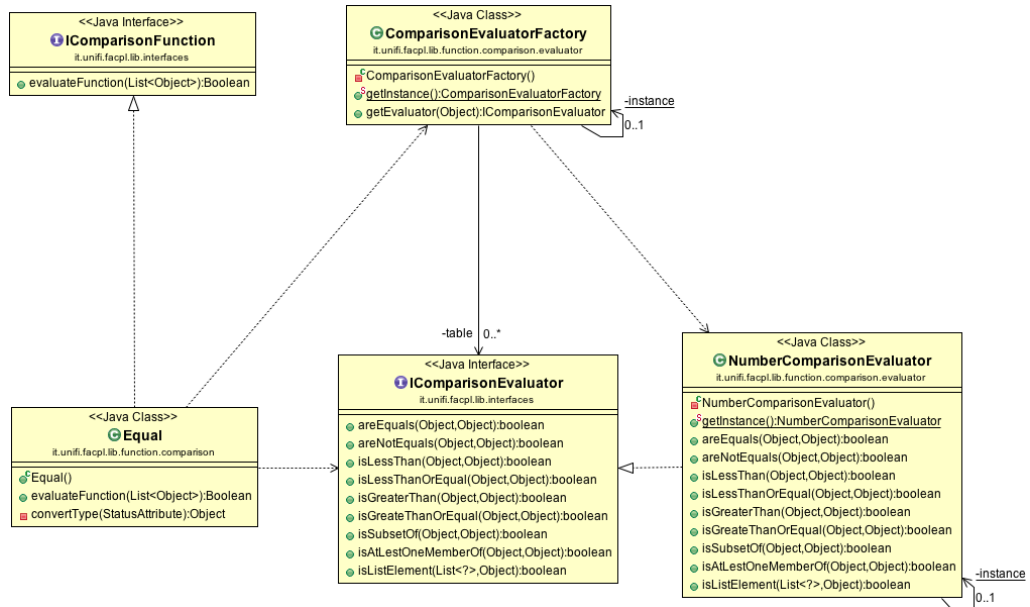 <<Java Interface>>
IComparisonFunction
it.unifi.facpl.lib.interfaces
evaluateFunction(List<Object>):Boolean
<<Java Class>>
ComparisonEvaluatorFactory
it.unifi.facpl.lib.function.comparison.evaluator
ComparisonEvaluatorFactory()
getInstance():ComparisonEvaluatorFactory
getEvaluator(Object):IComparisonEvaluator
-instance
0..1
-table 0..*
<<Java Class>>
Equal
it.unifi.facpl.lib.function.comparison
Equal()
evaluateFunction(List<Object>):Boolean
convertType(StatusAttribute):Object
<<Java Interface>>
IComparisonEvaluator
it.unifi.facpl.lib.interfaces
areEquals(Object,Object):boolean
areNotEquals(Object,Object):boolean
isLessThan(Object,Object):boolean
isLessThanOrEqual(Object,Object):boolean
isGreaterThan(Object,Object):boolean
isGreateThanOrEqual(Object,Object):boolean
isSubsetOf(Object,Object):boolean
isAtLestOneMemberOf(Object,Object):boolean
isListElement(List<?>,Object):boolean
<<Java Class>>
NumberComparisonEvaluator
it.unifi.facpl.lib.function.comparison.evaluator
NumberComparisonEvaluator()
getInstance():NumberComparisonEvaluator
areEquals(Object,Object):boolean
areNotEquals(Object,Object):boolean
isLessThan(Object,Object):boolean
isLessThanOrEqual(Object,Object):boolean
isGreaterThan(Object,Object):boolean
isGreateThanOrEqual(Object,Object):boolean
isSubsetOf(Object,Object):boolean
isAtLestOneMemberOf(Object,Object):boolean
isListElement(List<?>,Object):boolean
-instance
0..1